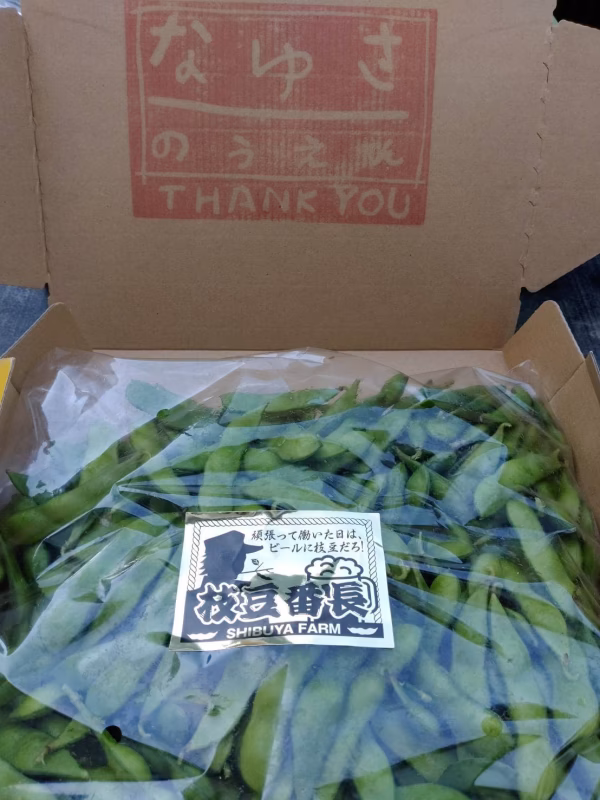 なゆさ
のうえん
THANK YOU
頑張って働いた日は、
ビールに枝豆だろ!
枝豆番長
SHIBUYA FARM